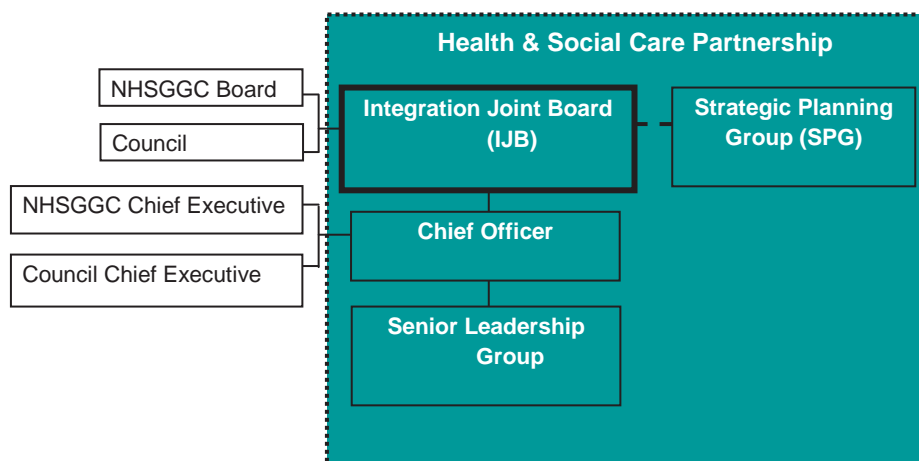 Health & Social Care Partnership
NHSGGC Board
Council
Integration Joint Board
(IJB)
Strategic Planning
Group (SPG)
NHSGGC Chief Executive
Council Chief Executive
Chief Officer
Senior Leadership
Group